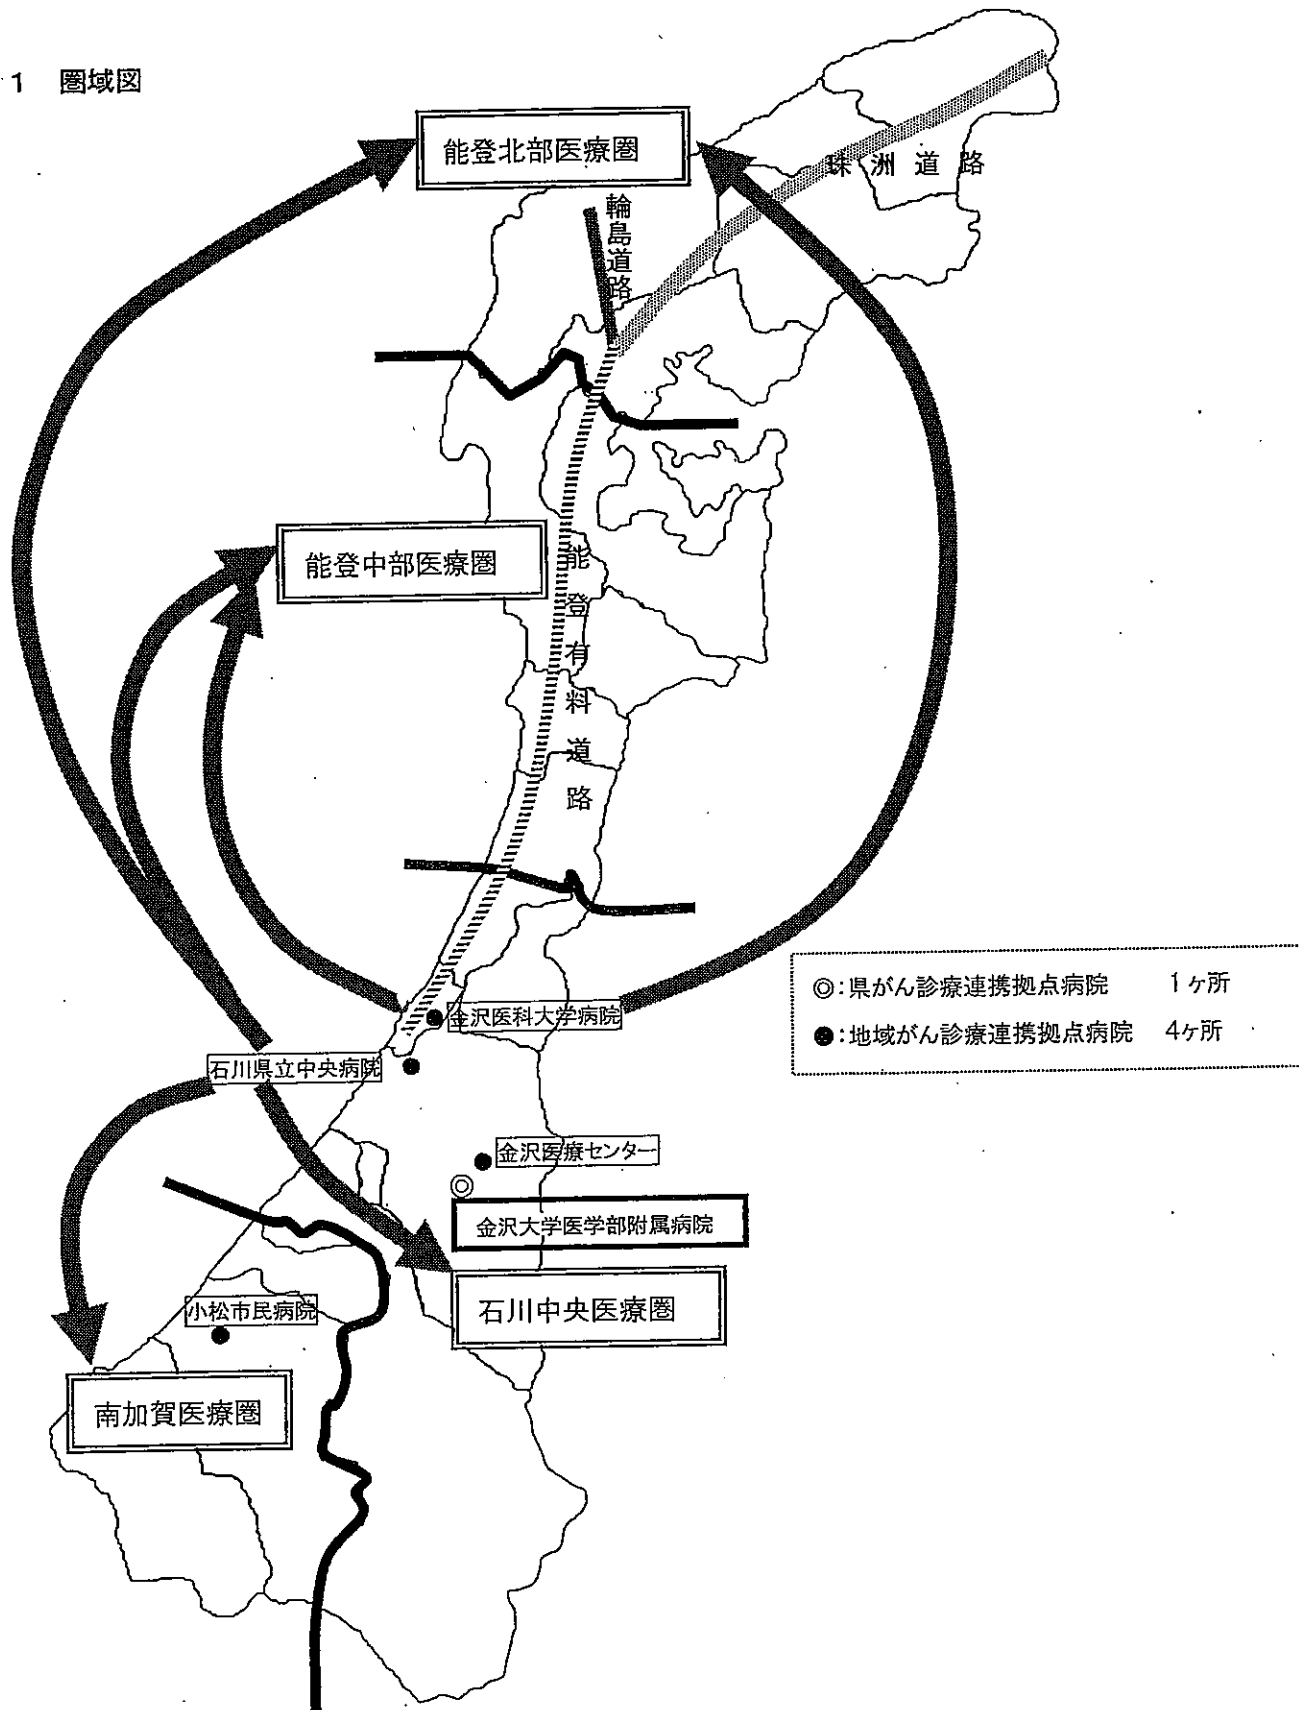 1 圏域図
能登北部医療圏
珠洲道路
輪島道路
能登中部医療圏
能登有料道路
◎:県がん診療連携拠点病院 1ヶ所
●:地域がん診療連携拠点病院 4ヶ所
金沢医科大学病院
石川県立中央病院
金沢医療センター
金沢大学医学部附属病院
石川中央医療圏
小松市民病院
南加賀医療圏